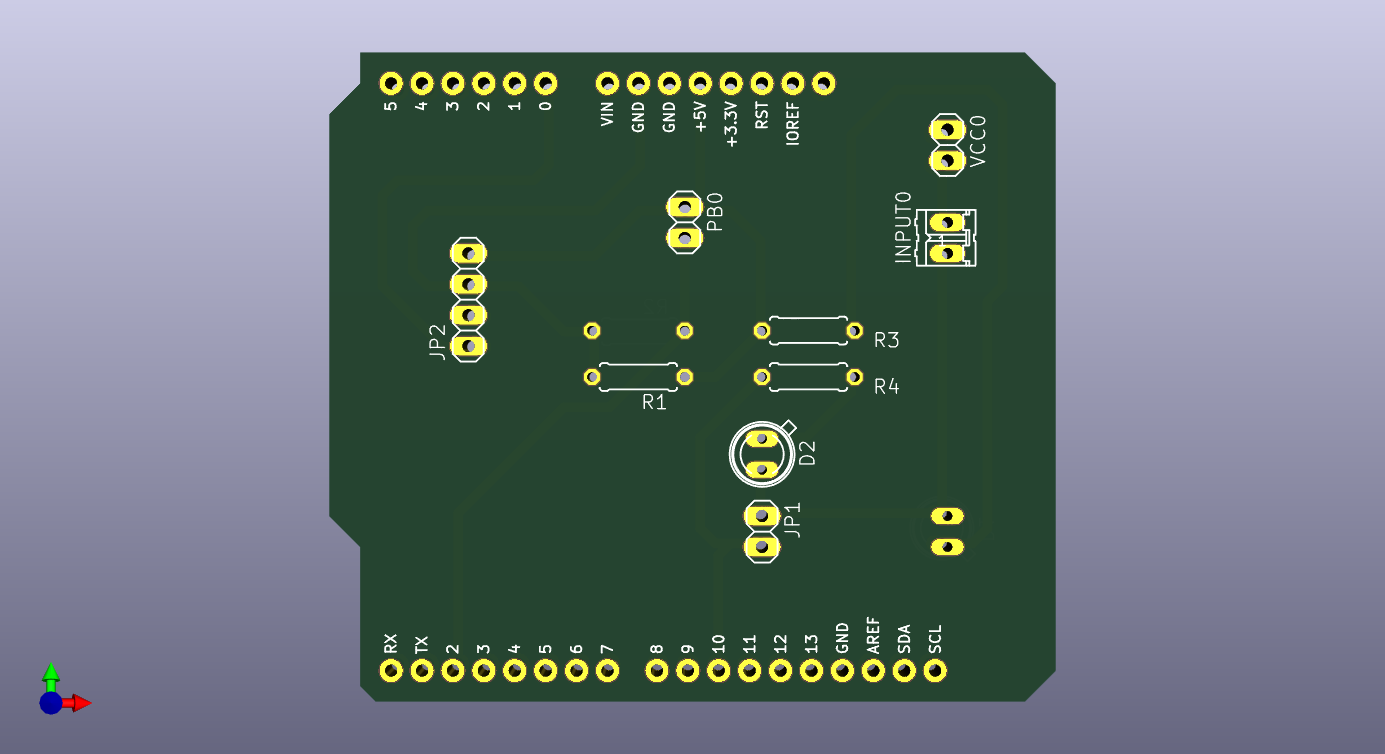 5 4 3 2 1 0 VIN GND GND +5V +3.3V RST IOREF
VCC0
PB0
INPUT0
JP2
R3
R1
R4
D2
JP1
RX TX 2 3 4 5 6 7 8 9 10 11 12 13 GND AREF SDA SCL